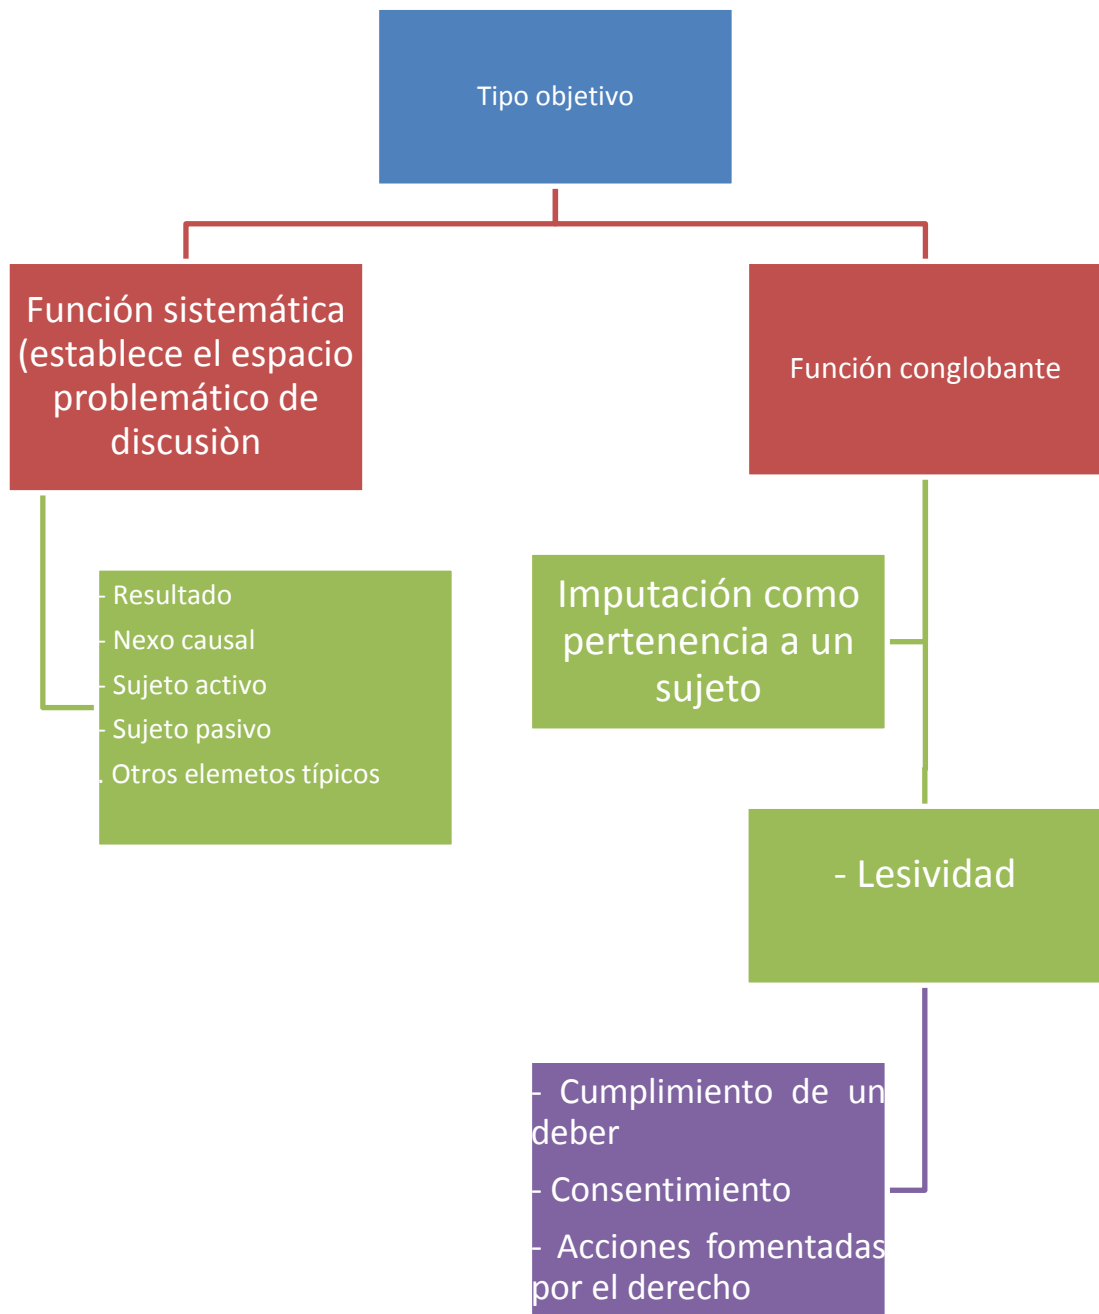 Tipo objetivo
Función sistemática
(establece el espacio
problemático de
discusiòn
Función conglobante
- Resultado
- Nexo causal
- Sujeto activo
- Sujeto pasivo
. Otros elemetos típicos
Imputación como
pertenencia a un
sujeto
- Lesividad
- Cumplimiento de un
deber
- Consentimiento
- Acciones fomentadas
por el derecho